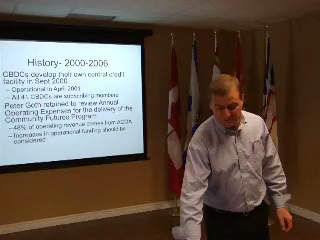 History- 2000-2006
CBDCs develop their own central credit
facility in Sept 2000.
– Operational in April 2001
– All 41 CBDCs are subscribing members
Peter Goth retained to review Annual
Operating Expenses for the delivery of the
Community Futures Program
– 48% of operating revenue comes from ACOA
– Increases in operational funding should be
considered